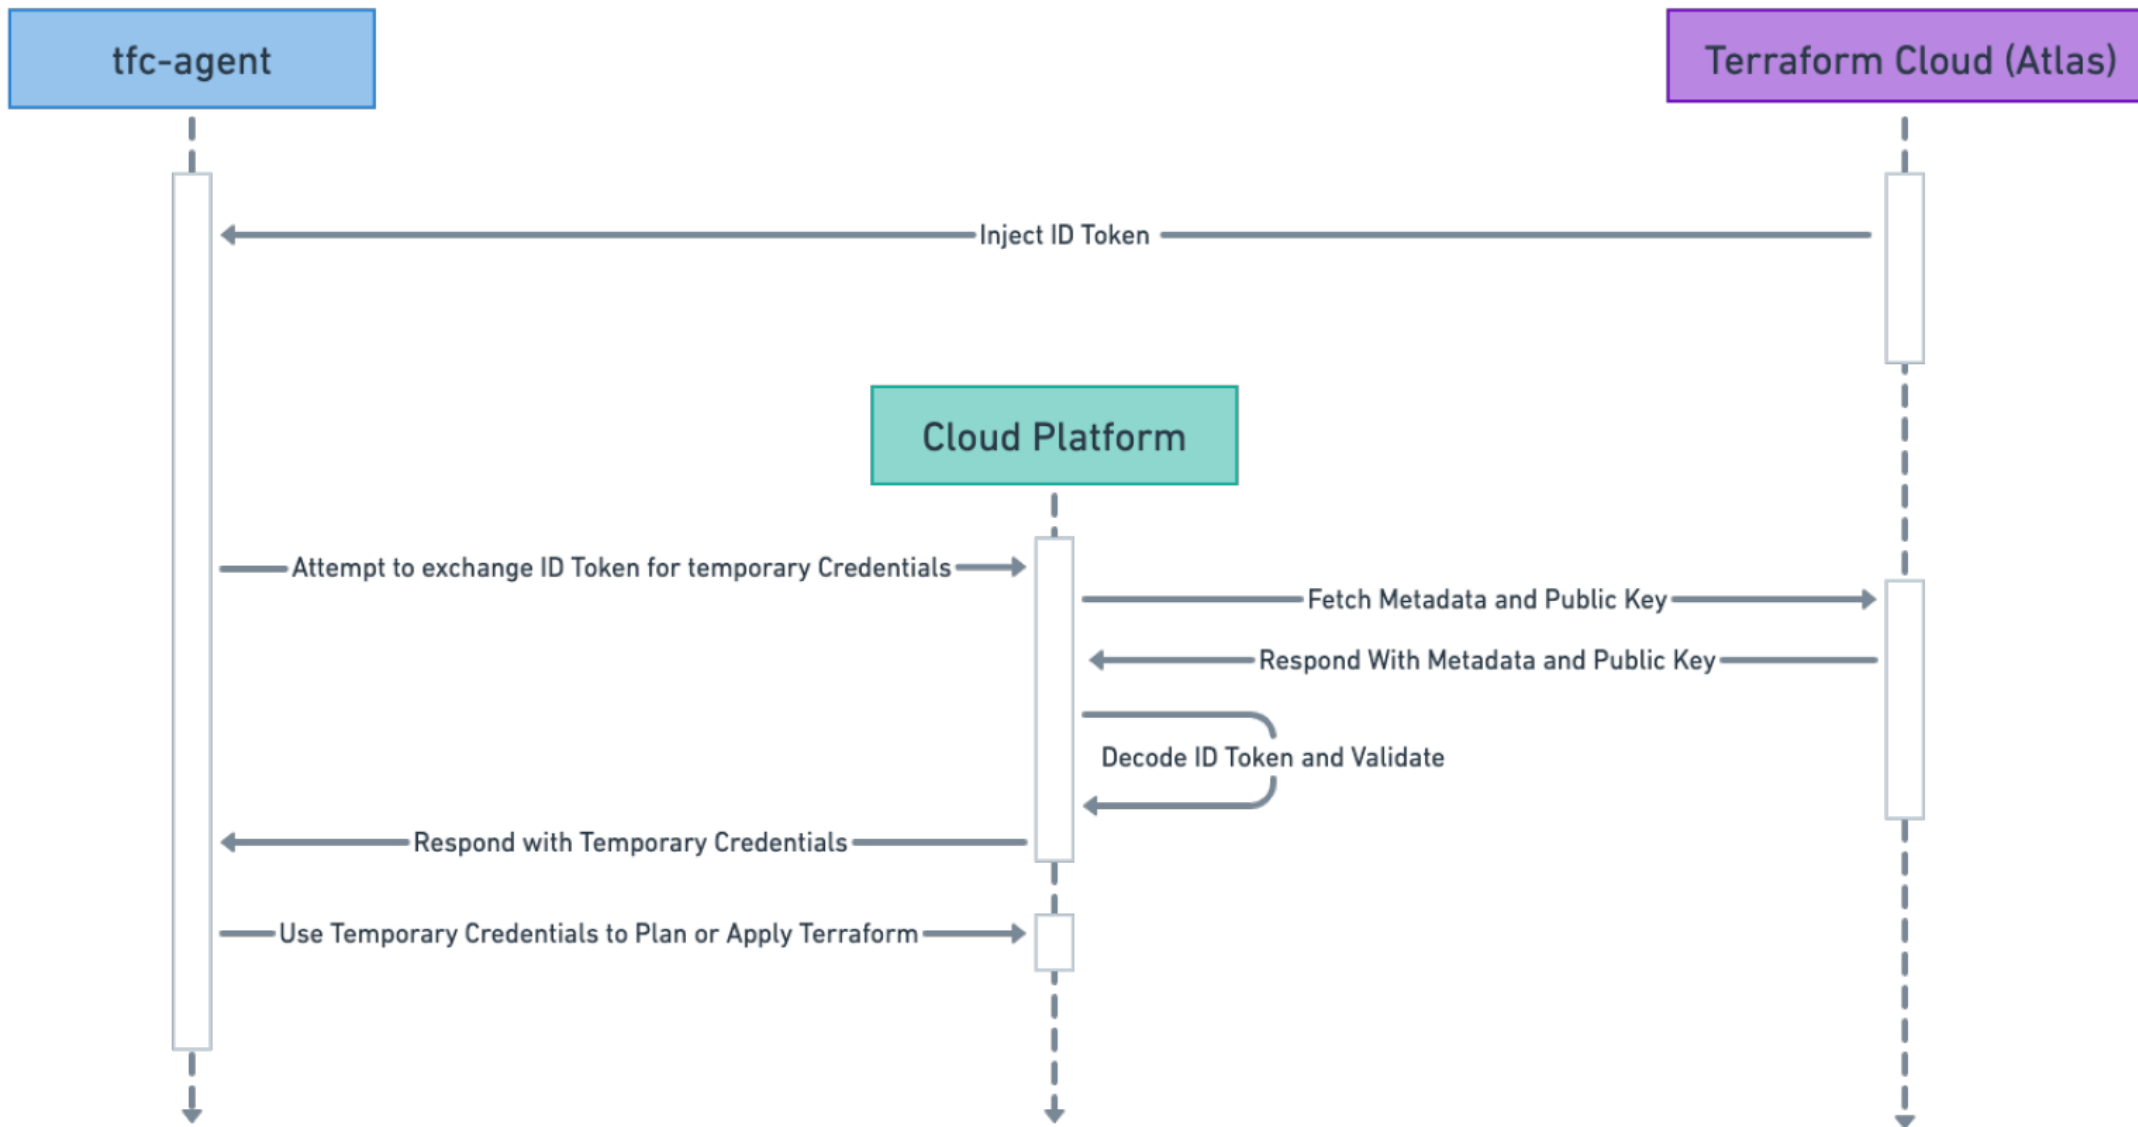 tfc-agent
Terraform Cloud (Atlas)
Inject ID Token
Cloud Platform
Attempt to exchange ID Token for temporary Credentials
Fetch Metadata and Public Key
Respond With Metadata and Public Key
Decode ID Token and Validate
Respond with Temporary Credentials
Use Temporary Credentials to Plan or Apply Terraform